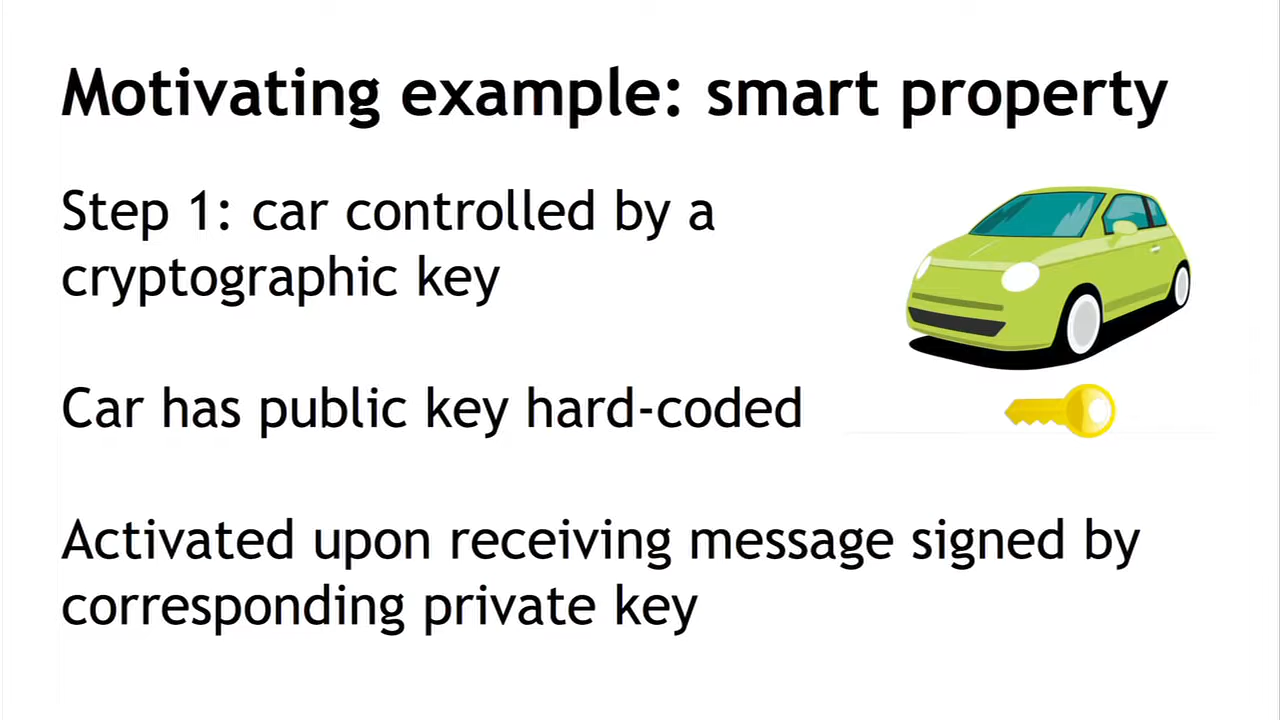 Motivating example: smart property
Step 1: car controlled by a
cryptographic key
Car has public key hard-coded
Activated upon receiving message signed by
corresponding private key